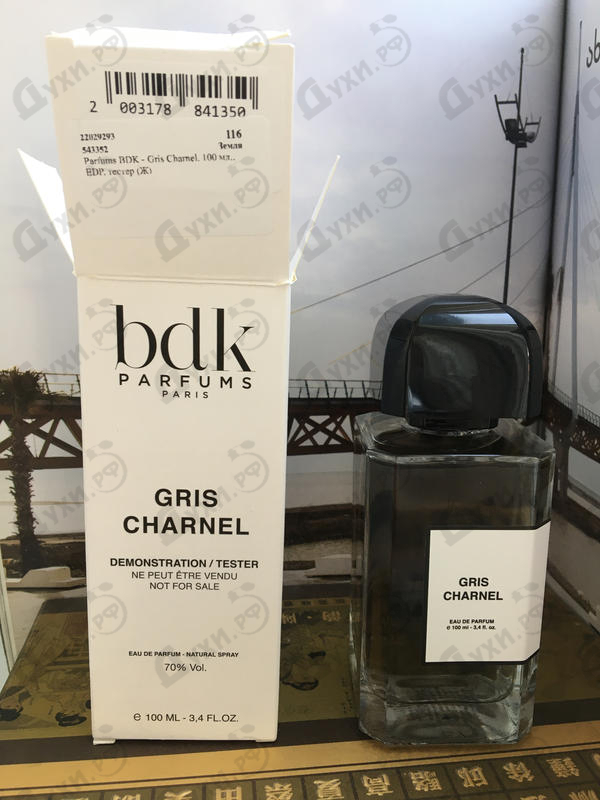 2 003178 841350
22029293 116
543352 Земля
Parfums BDK - Gris Charnel. 100 мл..
EDP. тестер (Ж)
bdk
PARFUMS
PARIS
GRIS
CHARNEL
DEMONSTRATION / TESTER
NE PEUT ÊTRE VENDU
NOT FOR SALE
EAU DE PARFUM - NATURAL SPRAY
70% Vol.
℮ 100 ML - 3,4 FL.OZ.
GRIS
CHARNEL
EAU DE PARFUM
℮ 100 ml - 3,4 fl. oz.
Духи.РФ